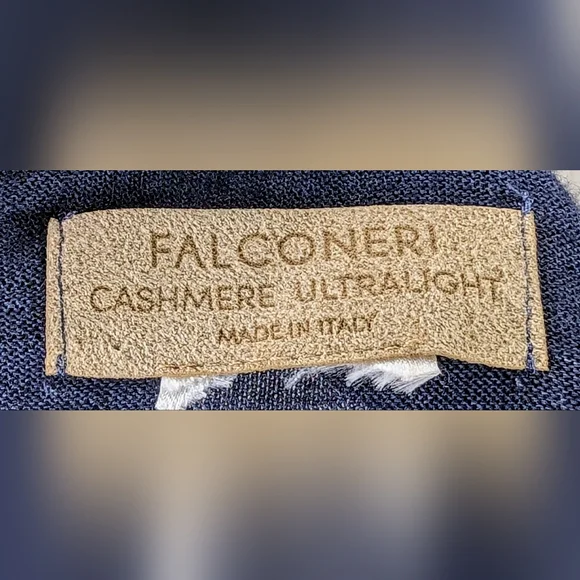 FALCONERI
CASHMERE ULTRALIGHT
MADE IN ITALY